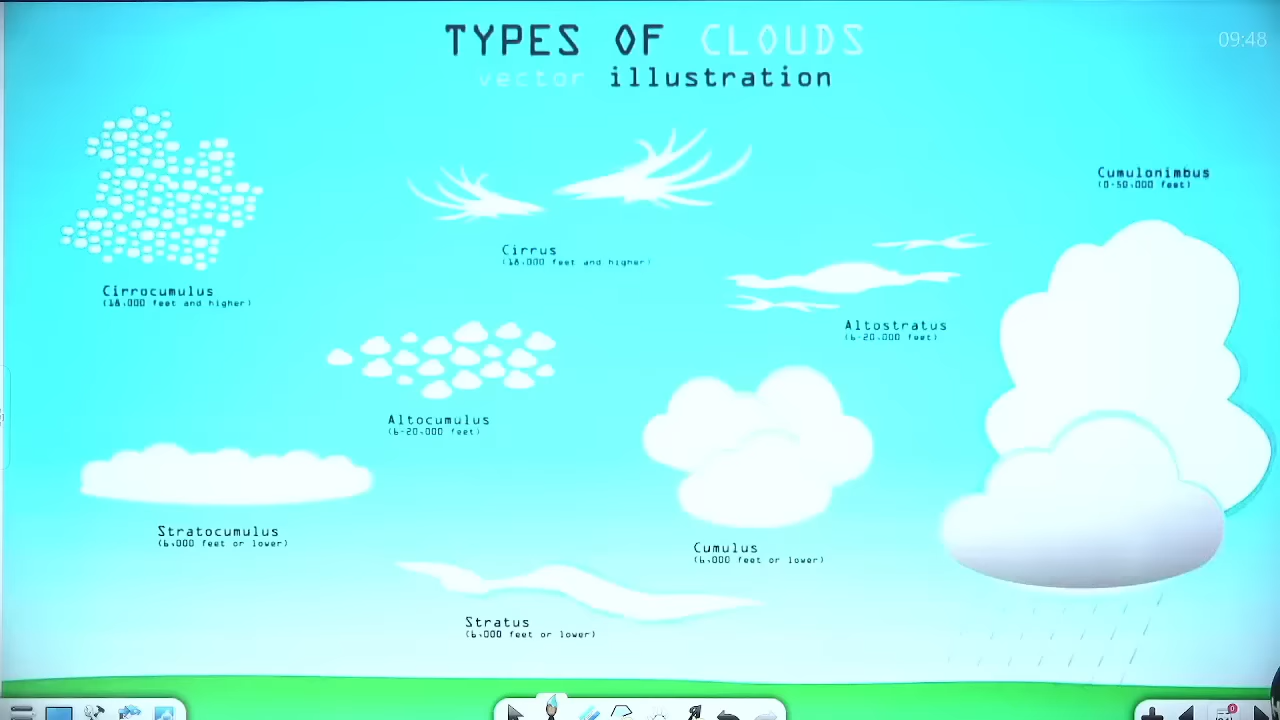 TYPES OF CLOUDS
vector illustration
09:48
Cumulonimbus
(0-50,000 feet)
Cirrus
(18,000 feet and higher)
Cirrocumulus
(18,000 feet and higher)
Altostratus
(6-20,000 feet)
Altocumulus
(6-20,000 feet)
Stratocumulus
(6,000 feet or lower)
Cumulus
(6,000 feet or lower)
Stratus
(6,000 feet or lower)